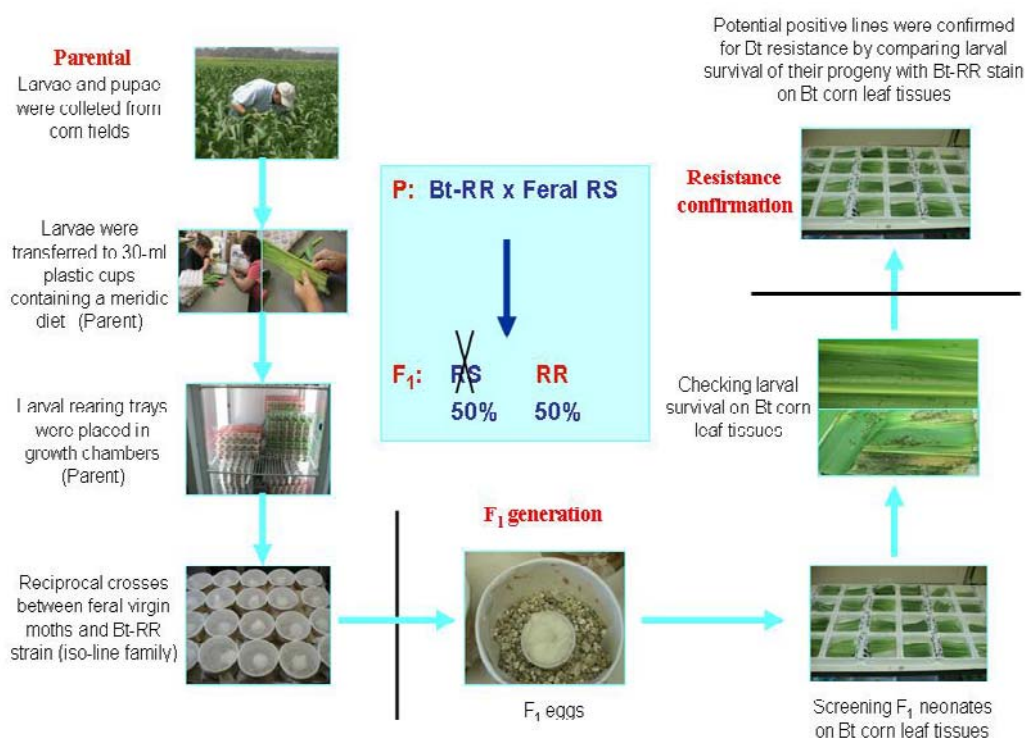 Parental
Larvae and pupae
were colleted from
corn fields
Larvae were
transferred to 30-ml
plastic cups
containing a meridic
diet (Parent)
Larval rearing trays
were placed in
growth chambers
(Parent)
Reciprocal crosses
between feral virgin
moths and Bt-RR
strain (iso-line family)
P: Bt-RR x Feral RS
F₁: RS RR
50% 50%
F₁ generation
F₁ eggs
Screening F₁ neonates
on Bt corn leaf tissues
Checking larval
survival on Bt corn
leaf tissues
Resistance
confirmation
Potential positive lines were confirmed
for Bt resistance by comparing larval
survival of their progeny with Bt-RR stain
on Bt corn leaf tissues